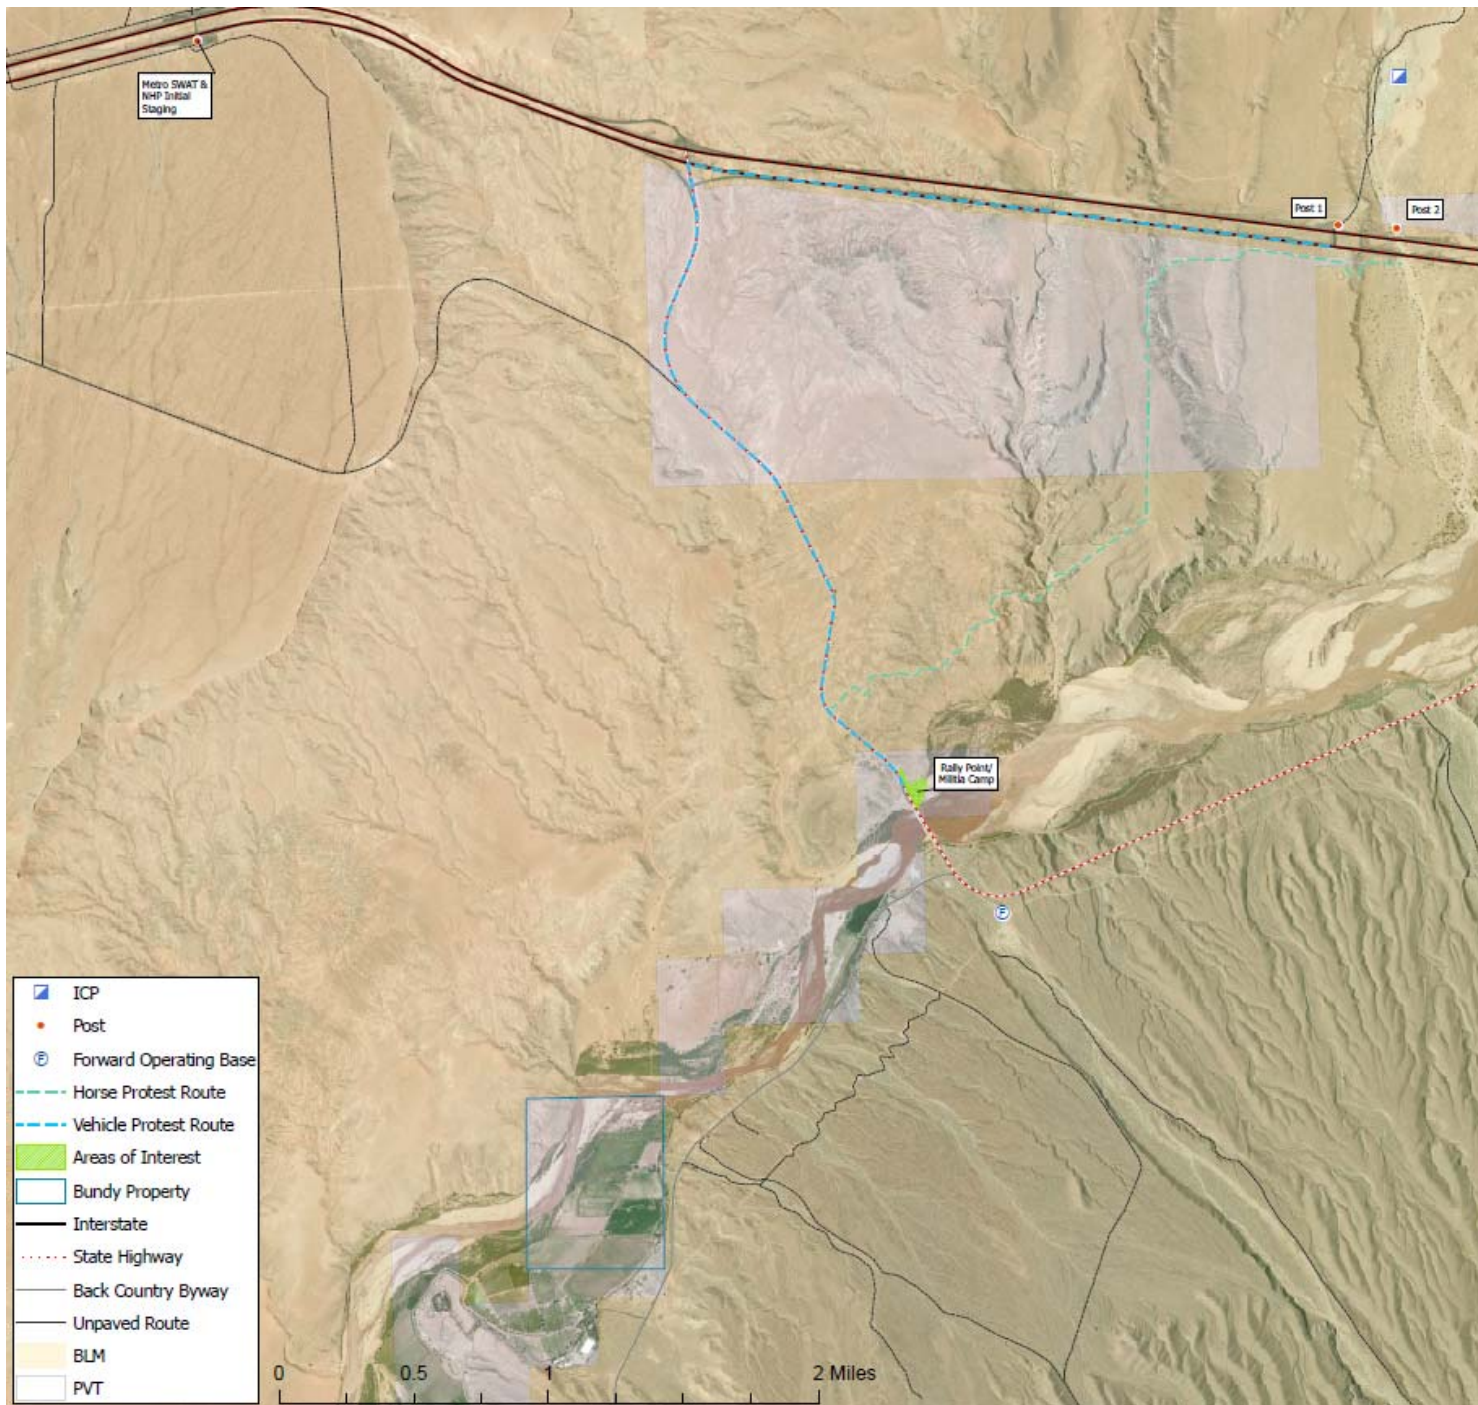 Metro SWAT &
NHP Initial
Staging
Post 1
Post 2
Rally Point/
Militia Camp
F
F
ICP
Post
Forward Operating Base
Horse Protest Route
Vehicle Protest Route
Areas of Interest
Bundy Property
Interstate
State Highway
Back Country Byway
Unpaved Route
BLM
PVT
0 0.5 1 2 Miles